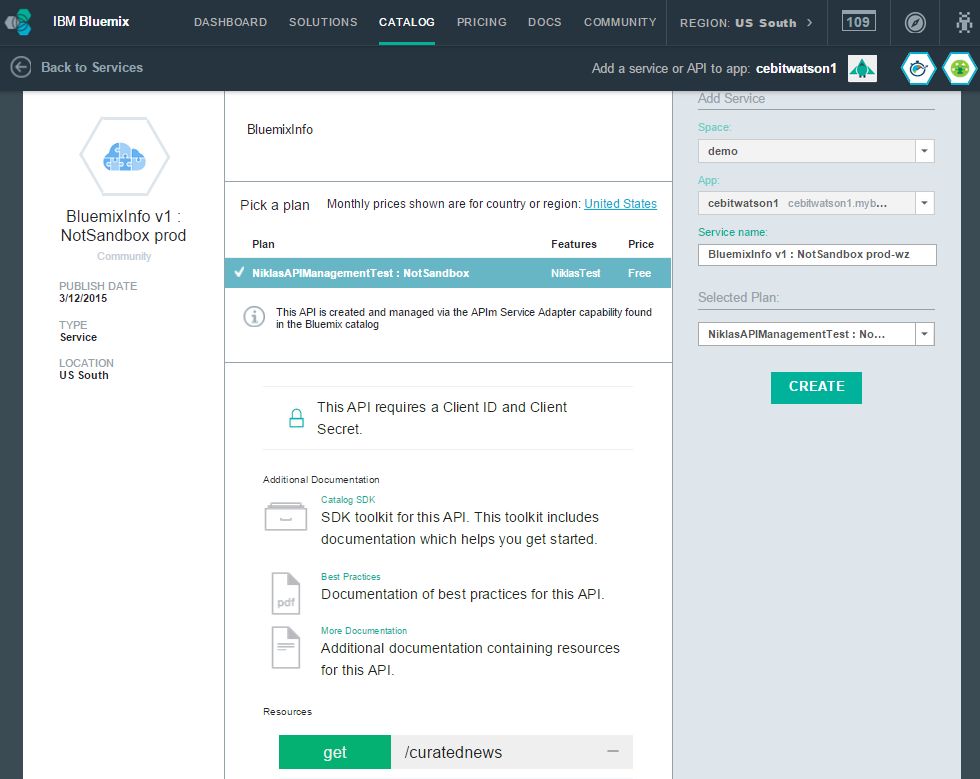 IBM Bluemix
DASHBOARD SOLUTIONS CATALOG PRICING DOCS COMMUNITY REGION: US South 109
Back to Services
Add a service or API to app: cebitwatson1
BluemixInfo v1 :
NotSandbox prod
Community
PUBLISH DATE
3/12/2015
TYPE
Service
LOCATION
US South
BluemixInfo
Pick a plan Monthly prices shown are for country or region: United States
Plan Features Price
NiklasAPIManagementTest : NotSandbox NiklasTest Free
This API is created and managed via the APIm Service Adapter capability found
in the Bluemix catalog
This API requires a Client ID and Client
Secret.
Additional Documentation
Catalog SDK
SDK toolkit for this API. This toolkit includes
documentation which helps you get started.
pdf
Best Practices
Documentation of best practices for this API.
More Documentation
Additional documentation containing resources
for this API.
Resources
get /curatednews
Add Service
Space:
demo
App:
cebitwatson1 cebitwatson1.myb...
Service name:
BluemixInfo v1 : NotSandbox prod-wz
Selected Plan:
NiklasAPIManagementTest : No...
CREATE